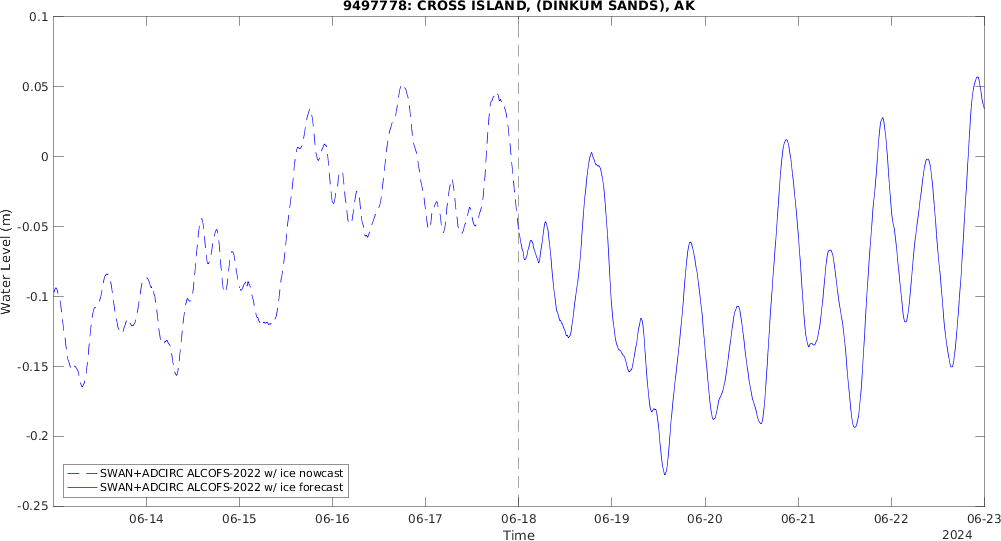 9497778: CROSS ISLAND, (DINKUM SANDS), AK
0.1
0.05
0
-0.05
-0.1
-0.15
-0.2
-0.25
Water Level (m)
SWAN+ADCIRC ALCOFS-2022 w/ ice nowcast
SWAN+ADCIRC ALCOFS-2022 w/ ice forecast
06-14 06-15 06-16 06-17 06-18 06-19 06-20 06-21 06-22 06-23
Time
2024